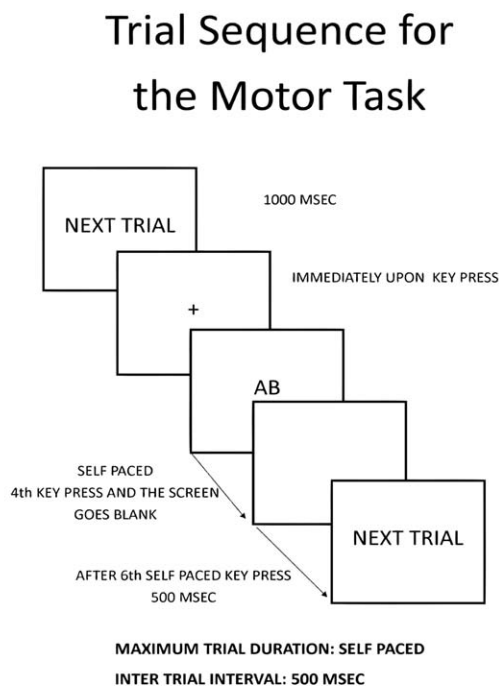 Trial Sequence for
the Motor Task
1000 MSEC
NEXT TRIAL
IMMEDIATELY UPON KEY PRESS
+
AB
SELF PACED
4th KEY PRESS AND THE SCREEN
GOES BLANK
NEXT TRIAL
AFTER 6th SELF PACED KEY PRESS
500 MSEC
MAXIMUM TRIAL DURATION: SELF PACED
INTER TRIAL INTERVAL: 500 MSEC